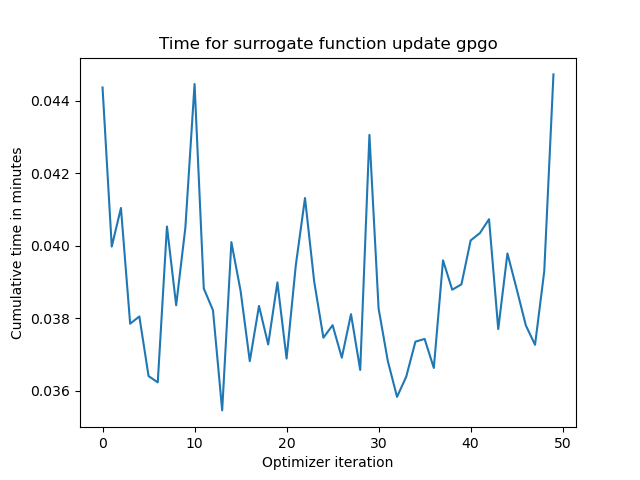 Time for surrogate function update gpgo
Cumulative time in minutes
0.044
0.042
0.040
0.038
0.036
0 10 20 30 40 50
Optimizer iteration